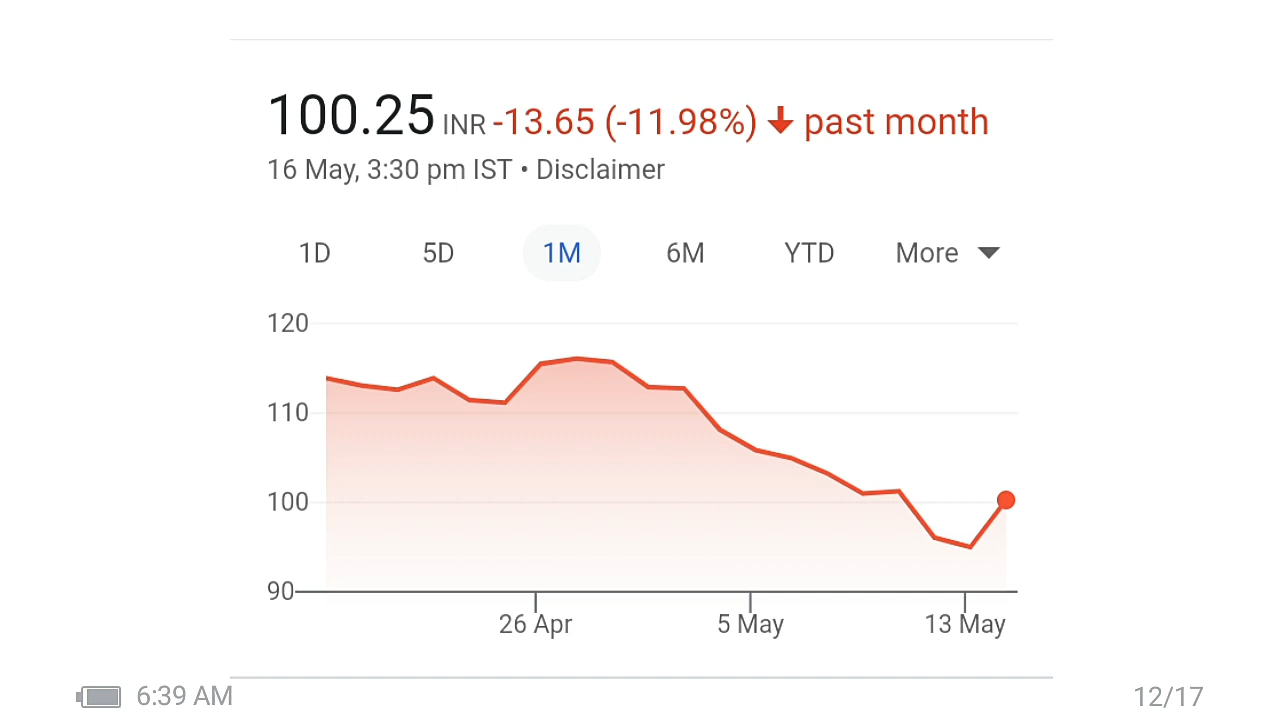 100.25 INR -13.65 (-11.98%) past month
16 May, 3:30 pm IST • Disclaimer
1D 5D 1M 6M YTD More
120
110
100
90
26 Apr 5 May 13 May
6:39 AM 12/17